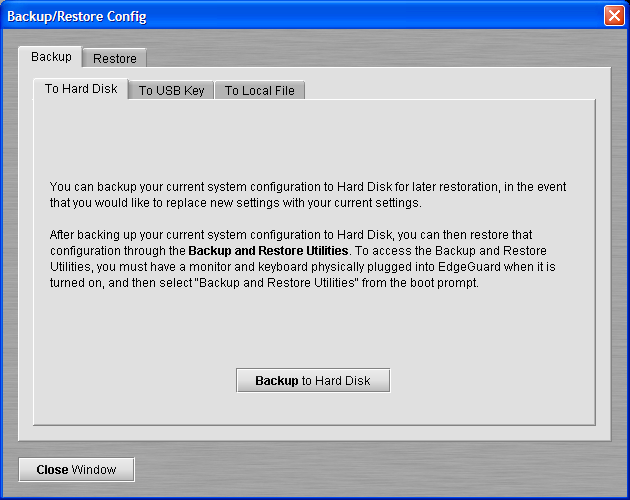 Backup/Restore Config
Backup
Restore
To Hard Disk
To USB Key
To Local File
You can backup your current system configuration to Hard Disk for later restoration, in the event
that you would like to replace new settings with your current settings.
After backing up your current system configuration to Hard Disk, you can then restore that
configuration through the Backup and Restore Utilities. To access the Backup and Restore
Utilities, you must have a monitor and keyboard physically plugged into EdgeGuard when it is
turned on, and then select "Backup and Restore Utilities" from the boot prompt.
Backup to Hard Disk
Close Window